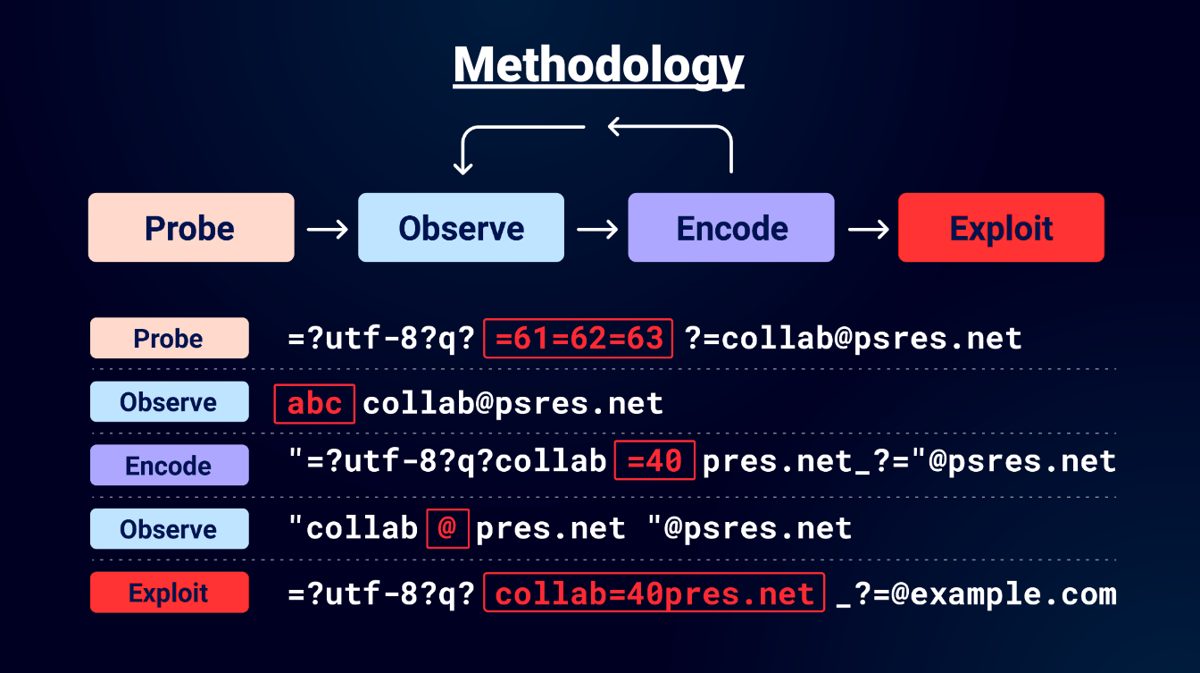 Methodology
Probe
Observe
Encode
Exploit
Probe =?utf-8?q? =61=62=63 ?=collab@psres.net
Observe abc collab@psres.net
Encode "=?utf-8?q?collab =40 pres.net_?="@psres.net
Observe "collab @ pres.net "@psres.net
Exploit =?utf-8?q? collab=40pres.net _?=@example.com